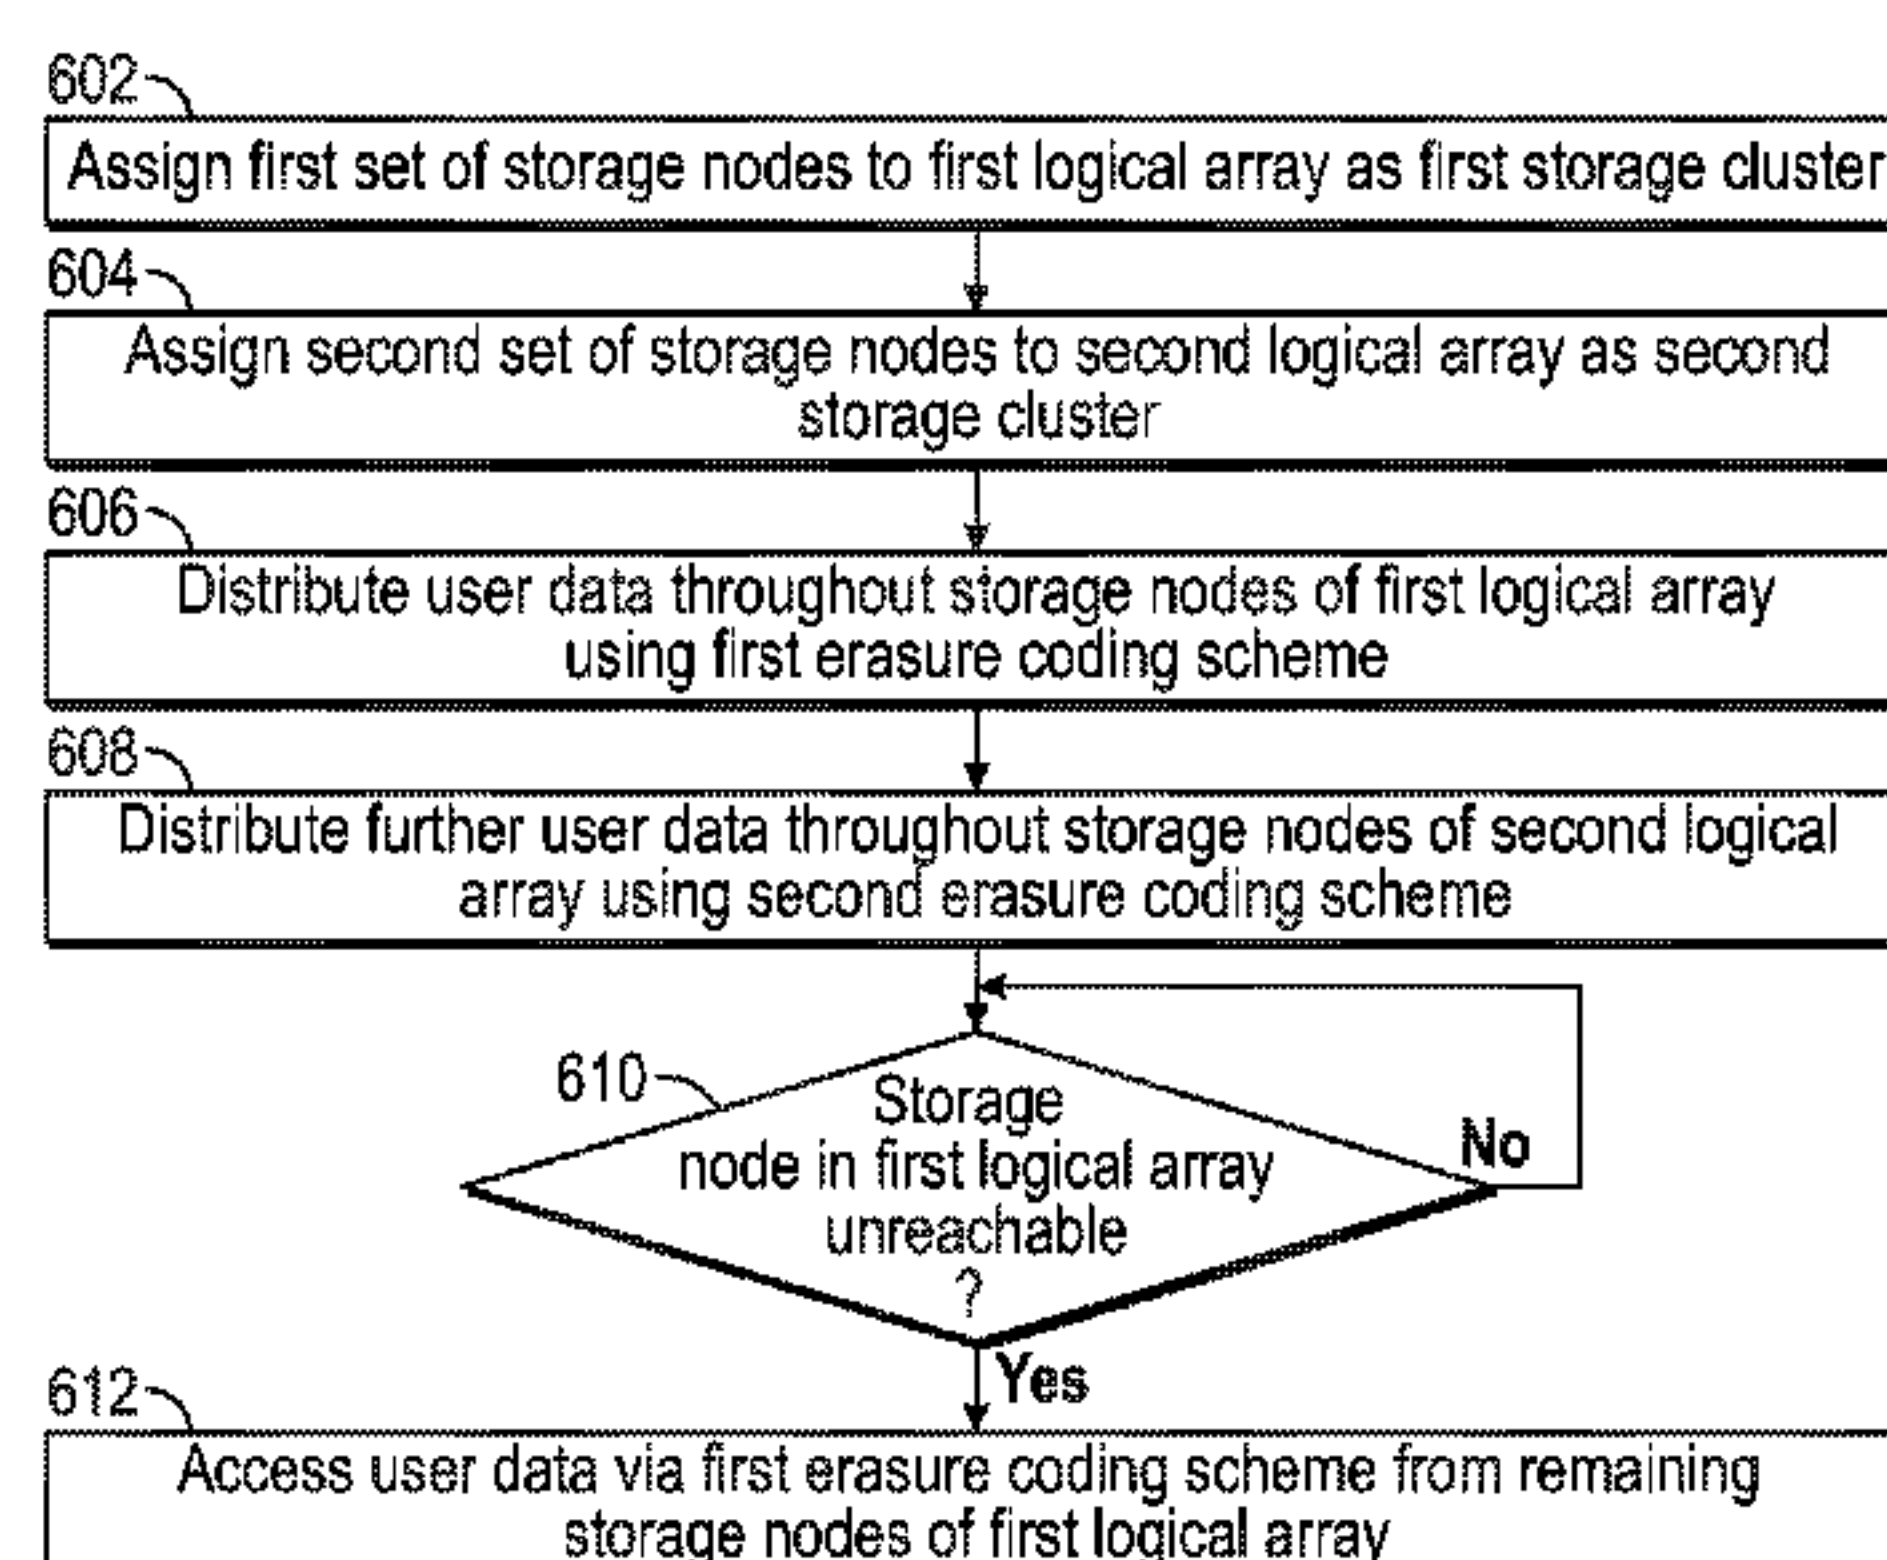 602
Assign first set of storage nodes to first logical array as first storage cluster
604
Assign second set of storage nodes to second logical array as second
storage cluster
606
Distribute user data throughout storage nodes of first logical array
using first erasure coding scheme
608
Distribute further user data throughout storage nodes of second logical
array using second erasure coding scheme
610
Storage
node in first logical array
unreachable
?
No
Yes
612
Access user data via first erasure coding scheme from remaining
storage nodes of first logical array